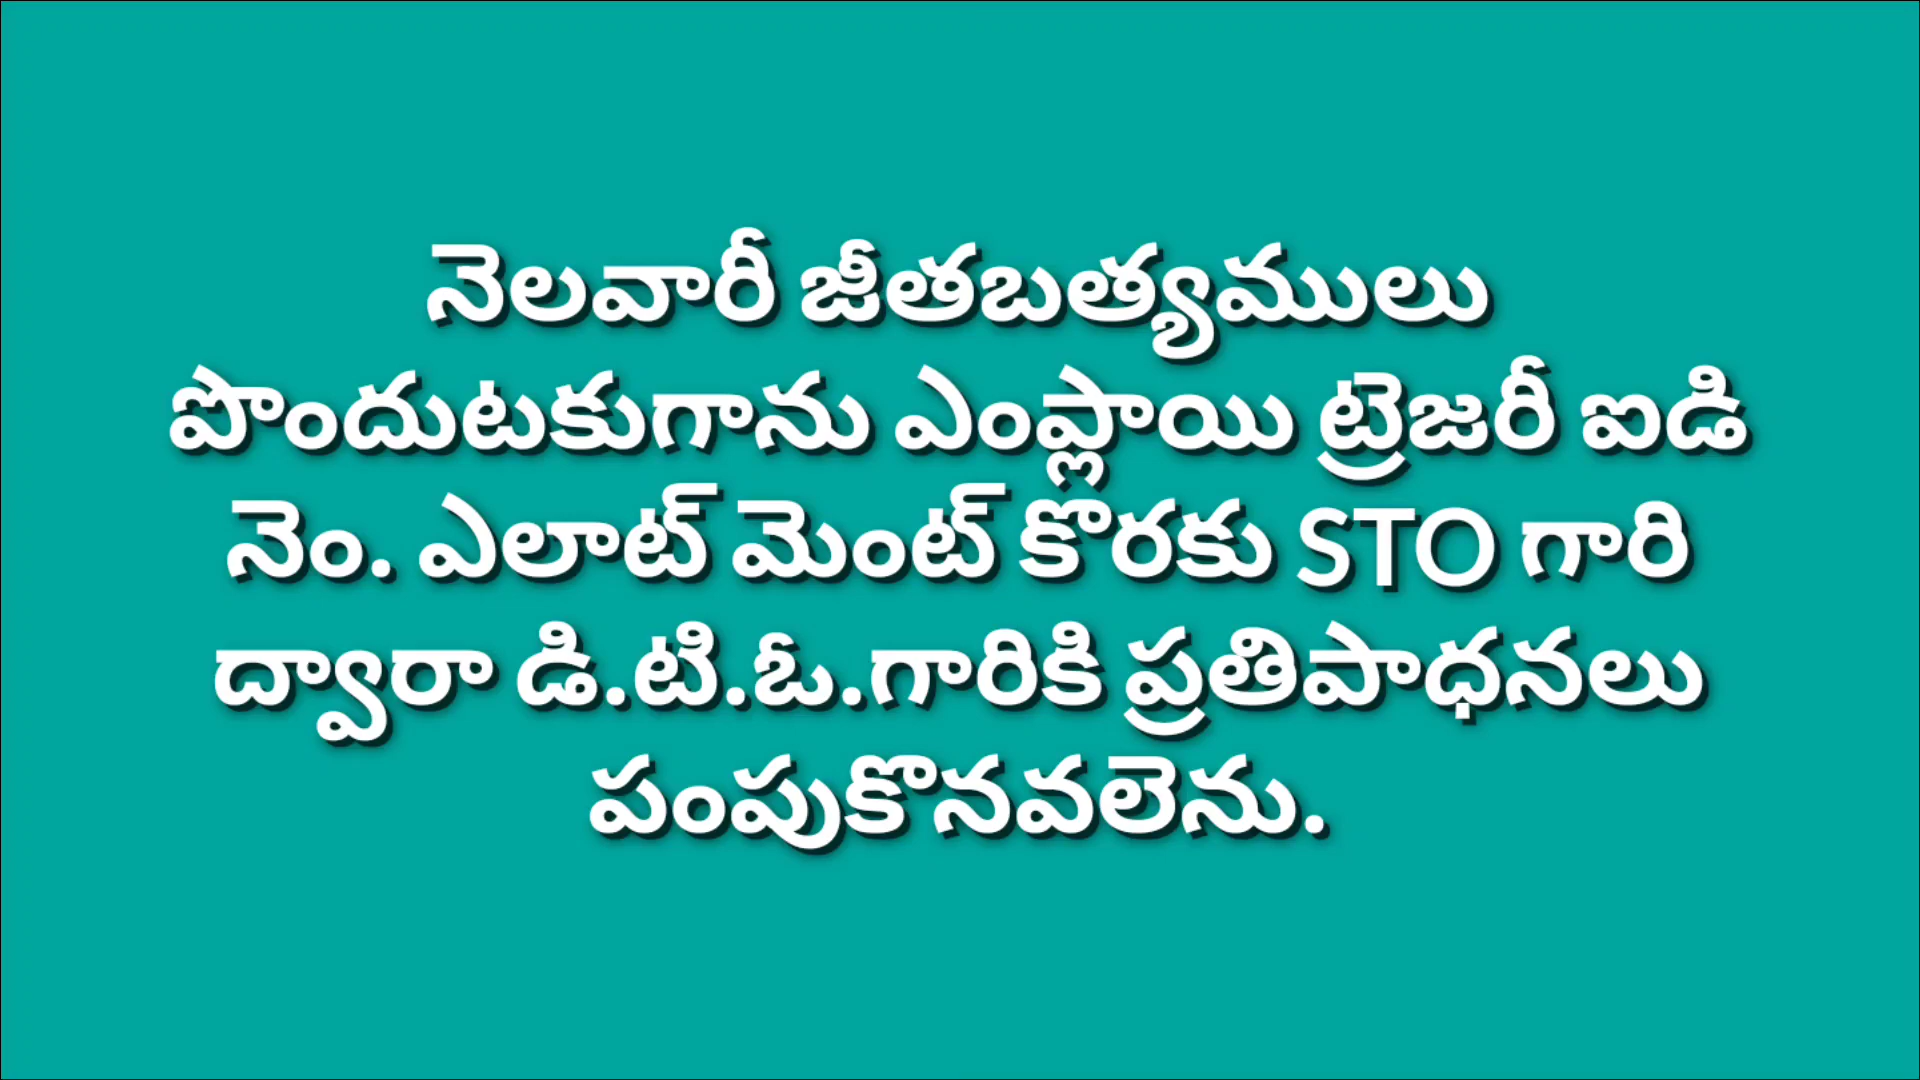 నెలవారీ జీతబత్యములు
పొందుటకుగాను ఎంప్లాయి ట్రెజరీ ఐడి
నెం. ఎలాట్ మెంట్ కొరకు STO గారి
ద్వారా డి.టి.ఓ.గారికి ప్రతిపాధనలు
పంపుకొనవలెను.